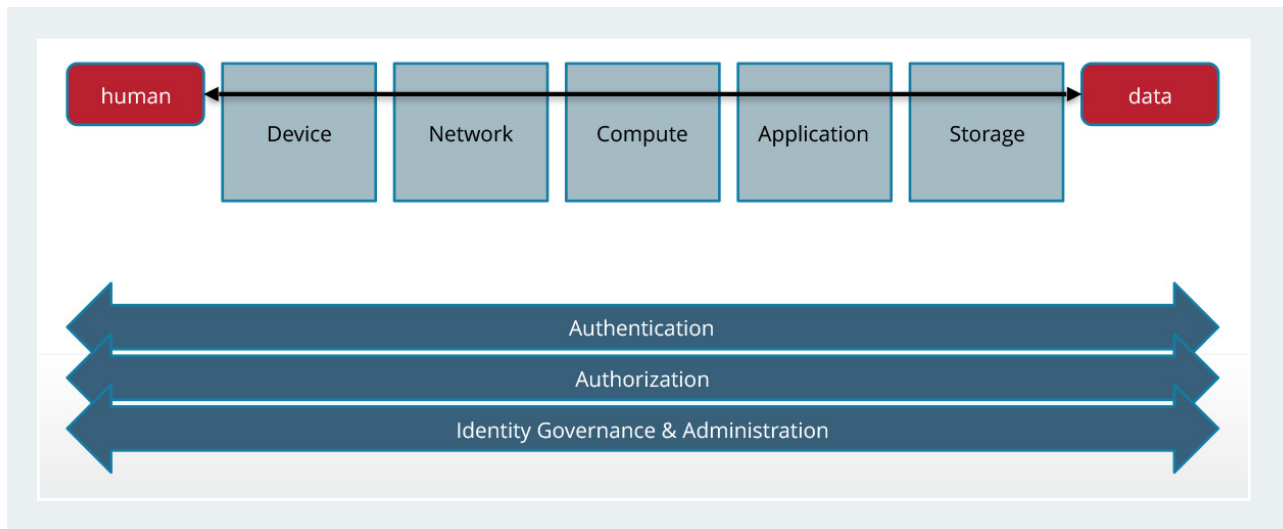 human
Device
Network
Compute
Application
Storage
data
Authentication
Authorization
Identity Governance & Administration